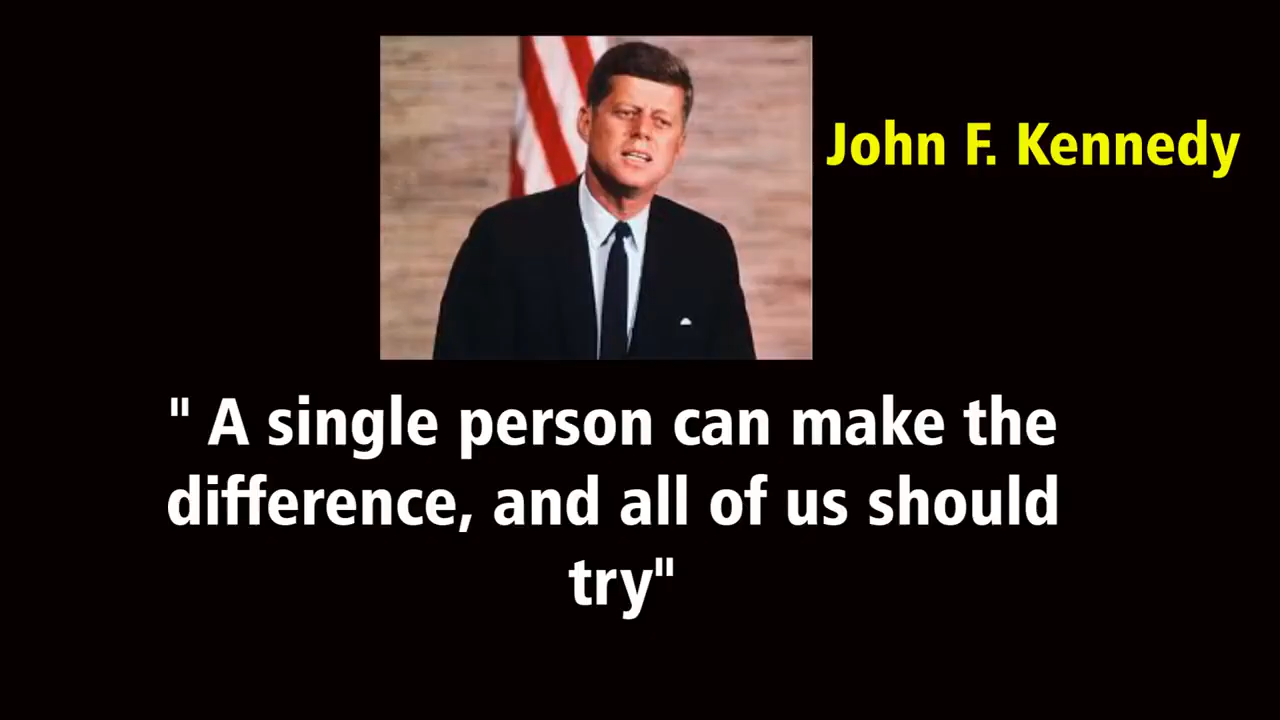 John F. Kennedy
" A single person can make the
difference, and all of us should
try"